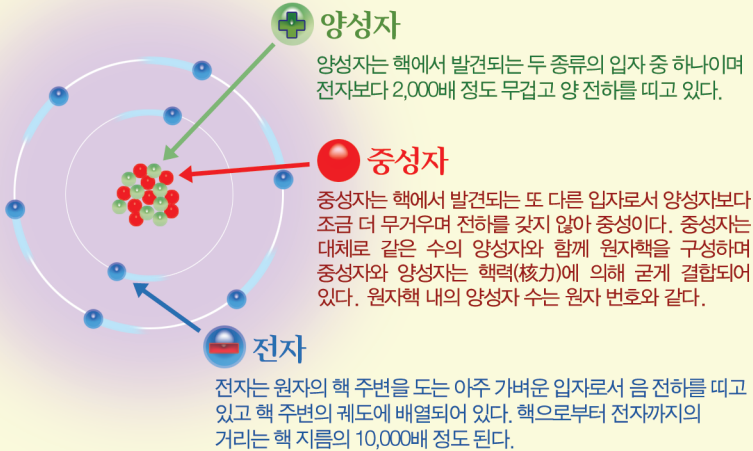 양성자
양성자는 핵에서 발견되는 두 종류의 입자 중 하나이며
전자보다 2,000배 정도 무겁고 양 전하를 띠고 있다.
중성자
중성자는 핵에서 발견되는 또 다른 입자로서 양성자보다
조금 더 무거우며 전하를 갖지 않아 중성이다. 중성자는
대체로 같은 수의 양성자와 함께 원자핵을 구성하며
중성자와 양성자는 핵력(核力)에 의해 굳게 결합되어
있다. 원자핵 내의 양성자 수는 원자 번호와 같다.
전자
전자는 원자의 핵 주변을 도는 아주 가벼운 입자로서 음 전하를 띠고
있고 핵 주변의 궤도에 배열되어 있다. 핵으로부터 전자까지의
거리는 핵 지름의 10,000배 정도 된다.